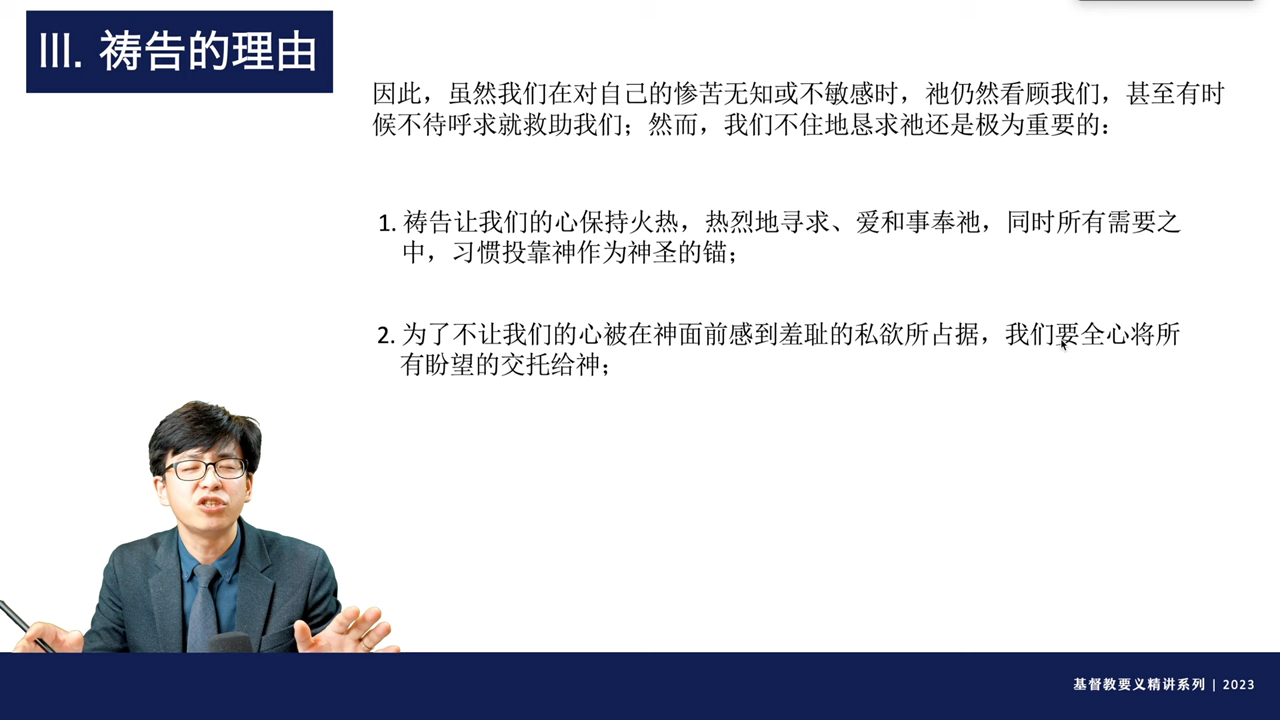 III. 祷告的理由
因此，虽然我们在对自己的惨苦无知或不敏感时，祂仍然看顾我们，甚至有时
候不待呼求就救助我们；然而，我们不住地恳求祂还是极为重要的：
1. 祷告让我们的心保持火热，热烈地寻求、爱和事奉祂，同时所有需要之
中，习惯投靠神作为神圣的锚；
2. 为了不让我们的心被在神面前感到羞耻的私欲所占据，我们要全心将所
有盼望的交托给神；
基督教要义精讲系列 | 2023